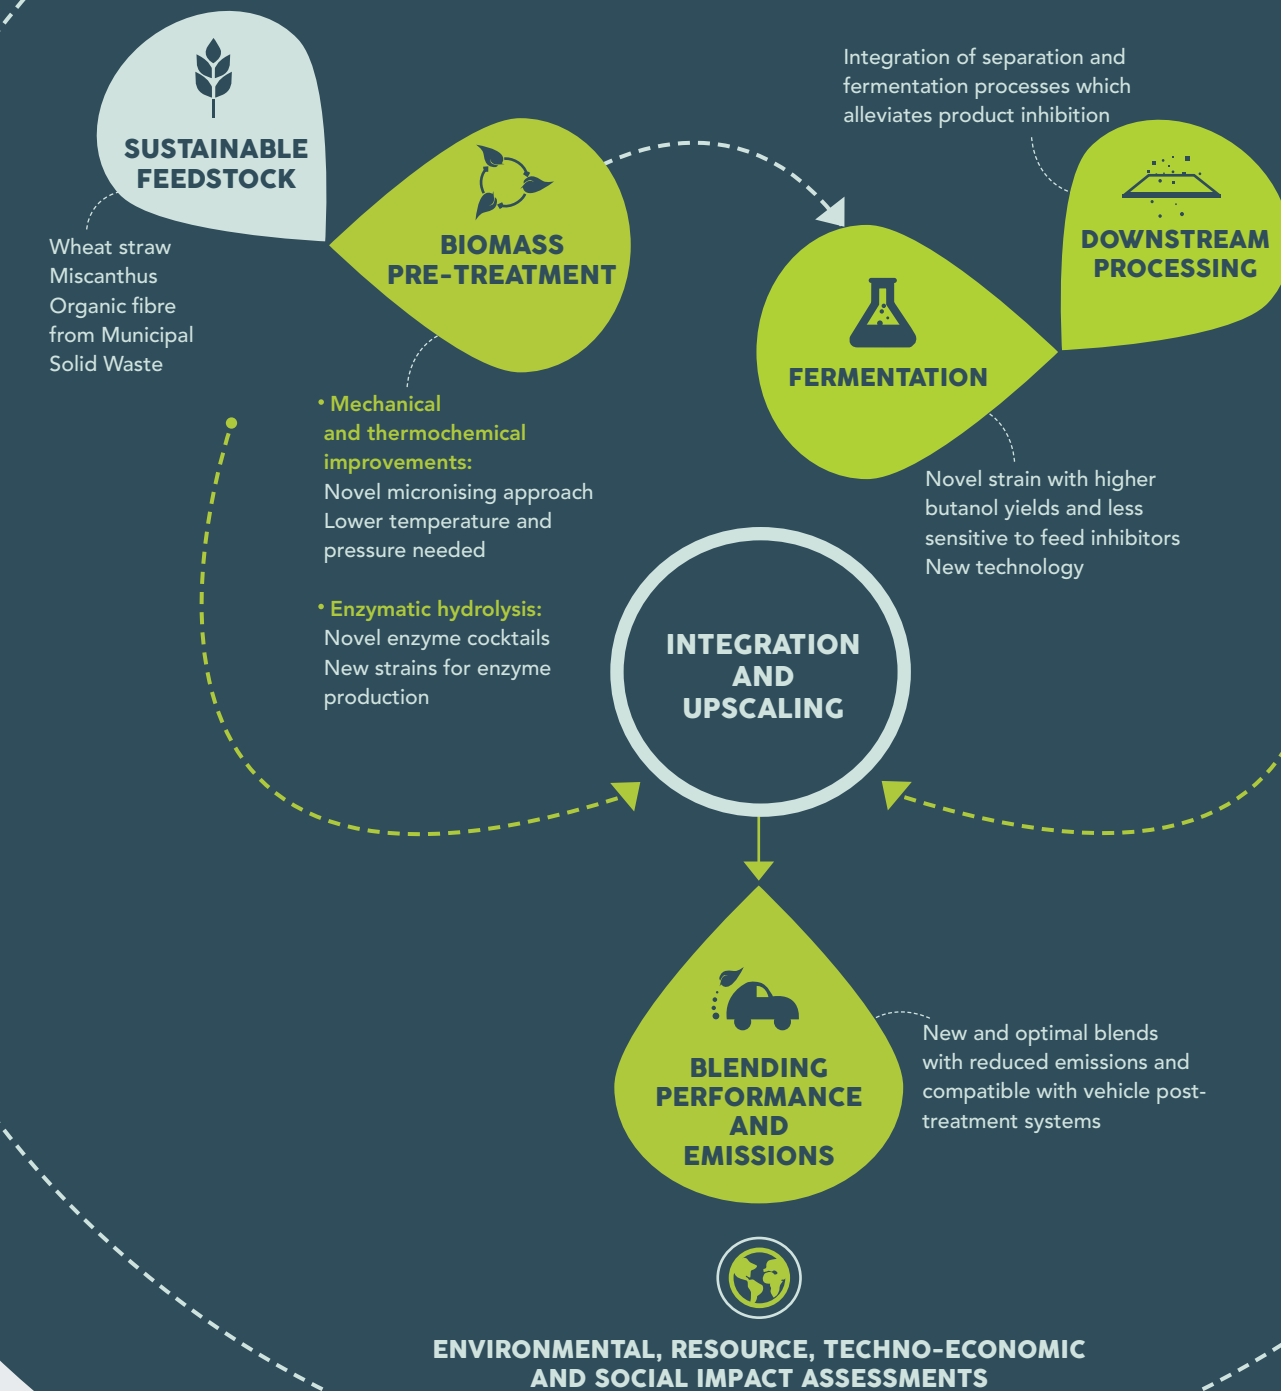 SUSTAINABLE
FEEDSTOCK
Wheat straw
Miscanthus
Organic fibre
from Municipal
Solid Waste
BIOMASS
PRE-TREATMENT
• Mechanical
and thermochemical
improvements:
Novel micronising approach
Lower temperature and
pressure needed
• Enzymatic hydrolysis:
Novel enzyme cocktails
New strains for enzyme
production
FERMENTATION
Novel strain with higher
butanol yields and less
sensitive to feed inhibitors
New technology
Integration of separation and
fermentation processes which
alleviates product inhibition
DOWNSTREAM
PROCESSING
INTEGRATION
AND
UPSCALING
BLENDING
PERFORMANCE
AND
EMISSIONS
New and optimal blends
with reduced emissions and
compatible with vehicle post-
treatment systems
ENVIRONMENTAL, RESOURCE, TECHNO-ECONOMIC
AND SOCIAL IMPACT ASSESSMENTS